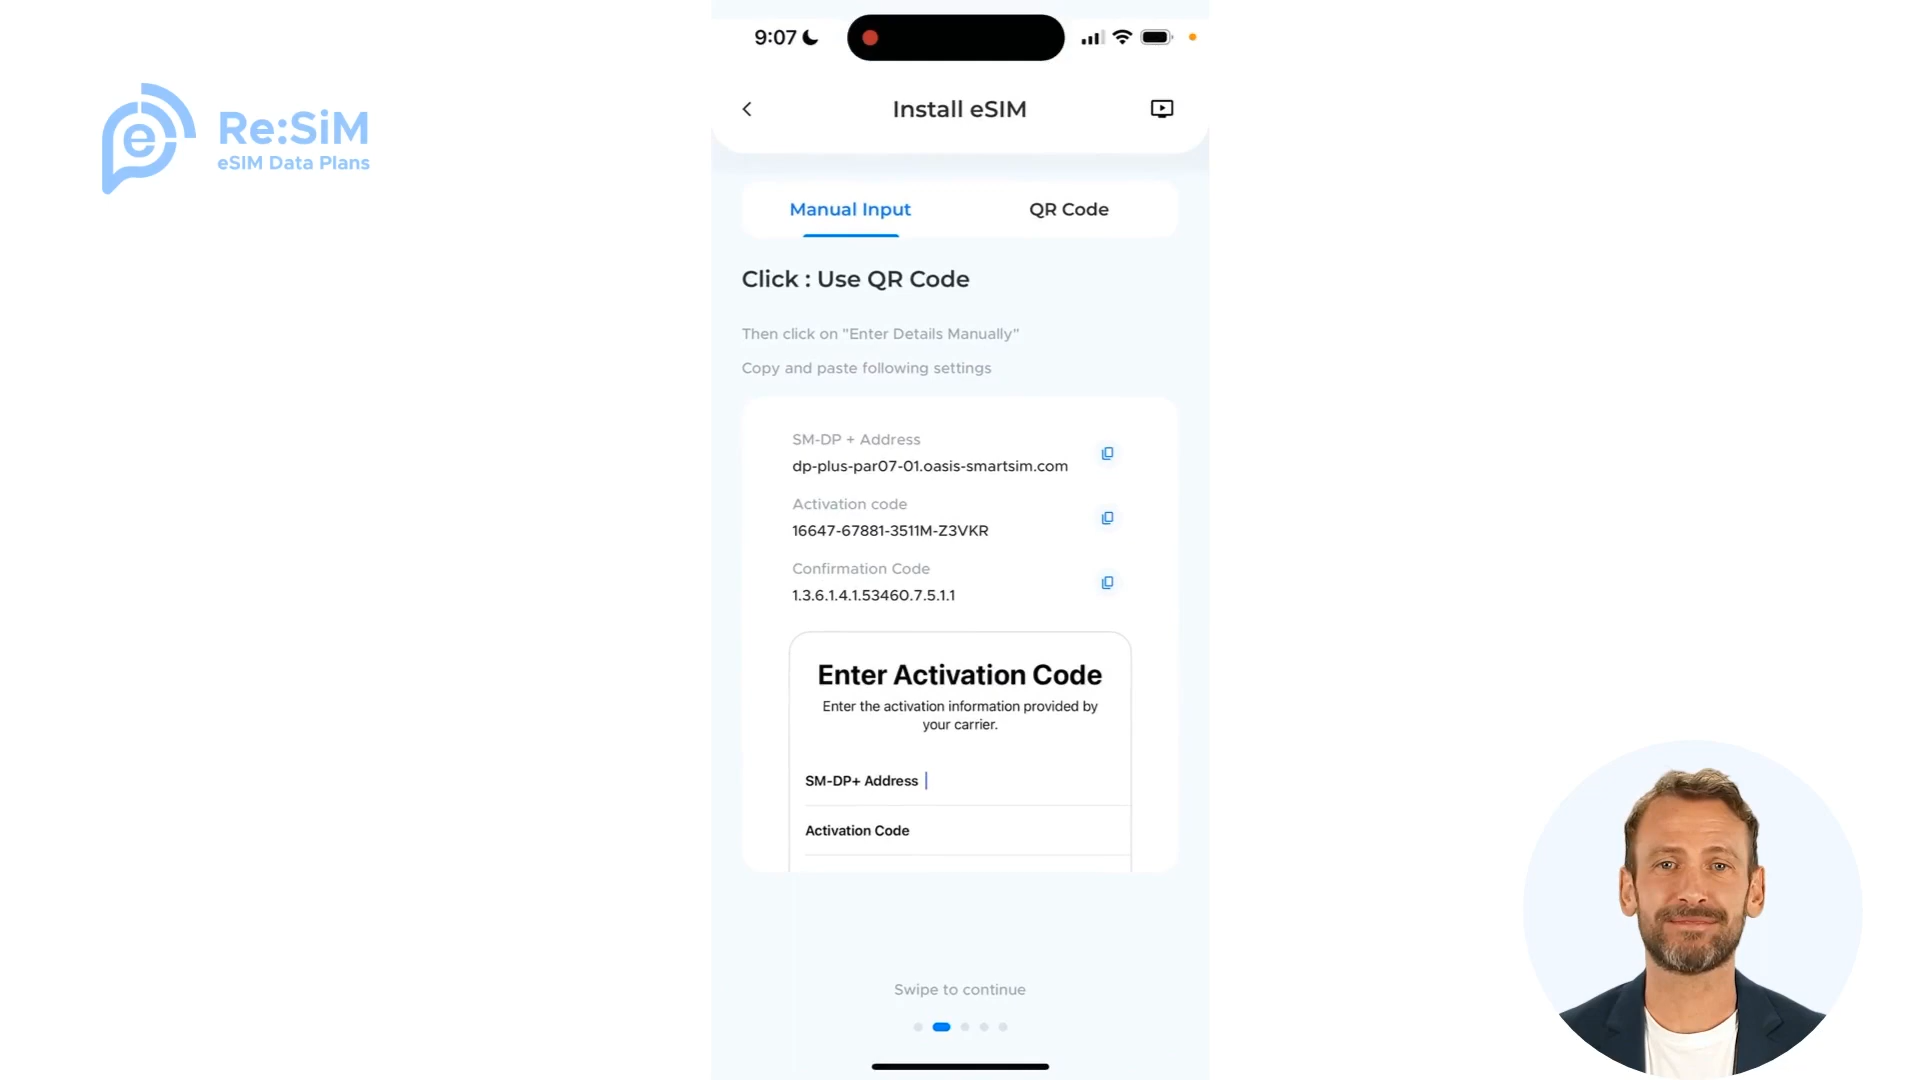 9:07
Re:SiM
eSIM Data Plans
Install eSIM
Manual Input
QR Code
Click : Use QR Code
Then click on "Enter Details Manually"
Copy and paste following settings
SM-DP + Address
dp-plus-par07-01.oasis-smartsim.com
Activation code
16647-67881-3511M-Z3VKR
Confirmation Code
1.3.6.1.4.1.53460.7.5.1.1
Enter Activation Code
Enter the activation information provided by
your carrier.
SM-DP+ Address
Activation Code
Swipe to continue